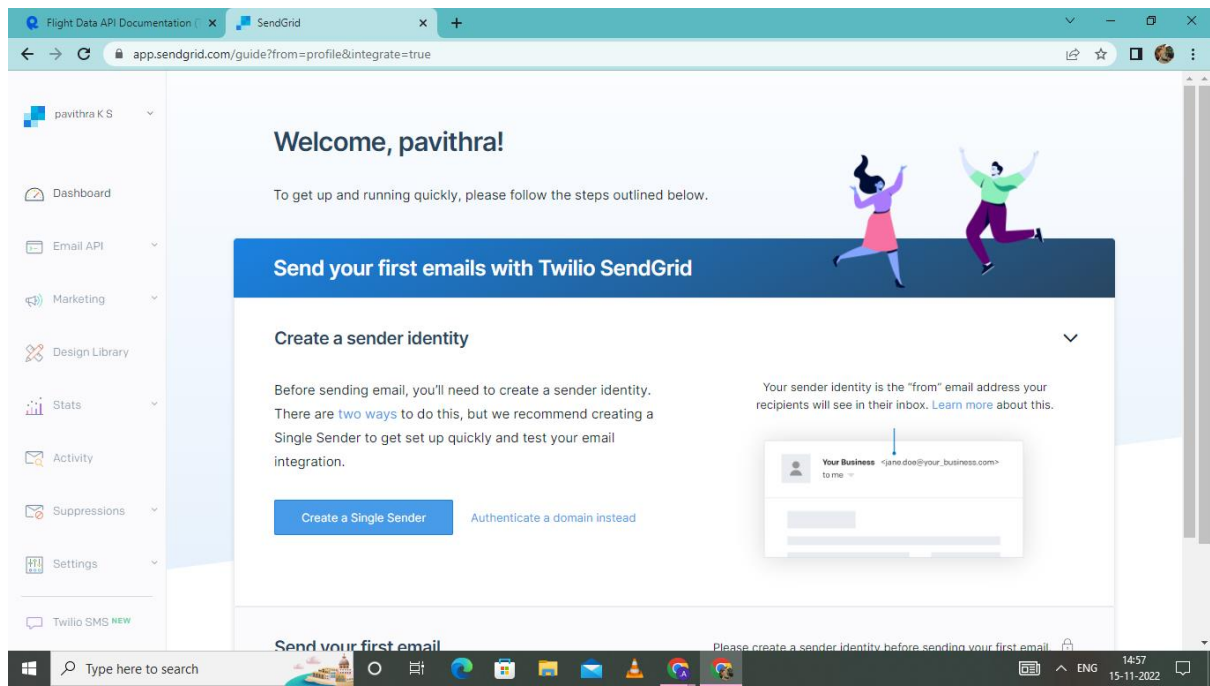 Flight Data API Documentation (
SendGrid
app.sendgrid.com/guide?from=profile&integrate=true
pavithra K S
Dashboard
Email API
Marketing
Design Library
Stats
Activity
Suppressions
Settings
Twilio SMS NEW
Welcome, pavithra!
To get up and running quickly, please follow the steps outlined below.
Send your first emails with Twilio SendGrid
Create a sender identity
Before sending email, you'll need to create a sender identity.
There are two ways to do this, but we recommend creating a
Single Sender to get set up quickly and test your email
integration.
Create a Single Sender
Authenticate a domain instead
Your sender identity is the "from" email address your
recipients will see in their inbox. Learn more about this.
Your Business <jane.doe@your_business.com>
to me
Send your first email
Please create a sender identity before sending your first email.
Type here to search
ENG
14:57
15-11-2022